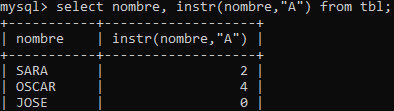 mysql> select nombre, instr(nombre,"A") from tbl;
+-----------+-------------------+
| nombre    | instr(nombre,"A") |
+-----------+-------------------+
| SARA      |                 2 |
| OSCAR     |                 4 |
| JOSE      |                 0 |